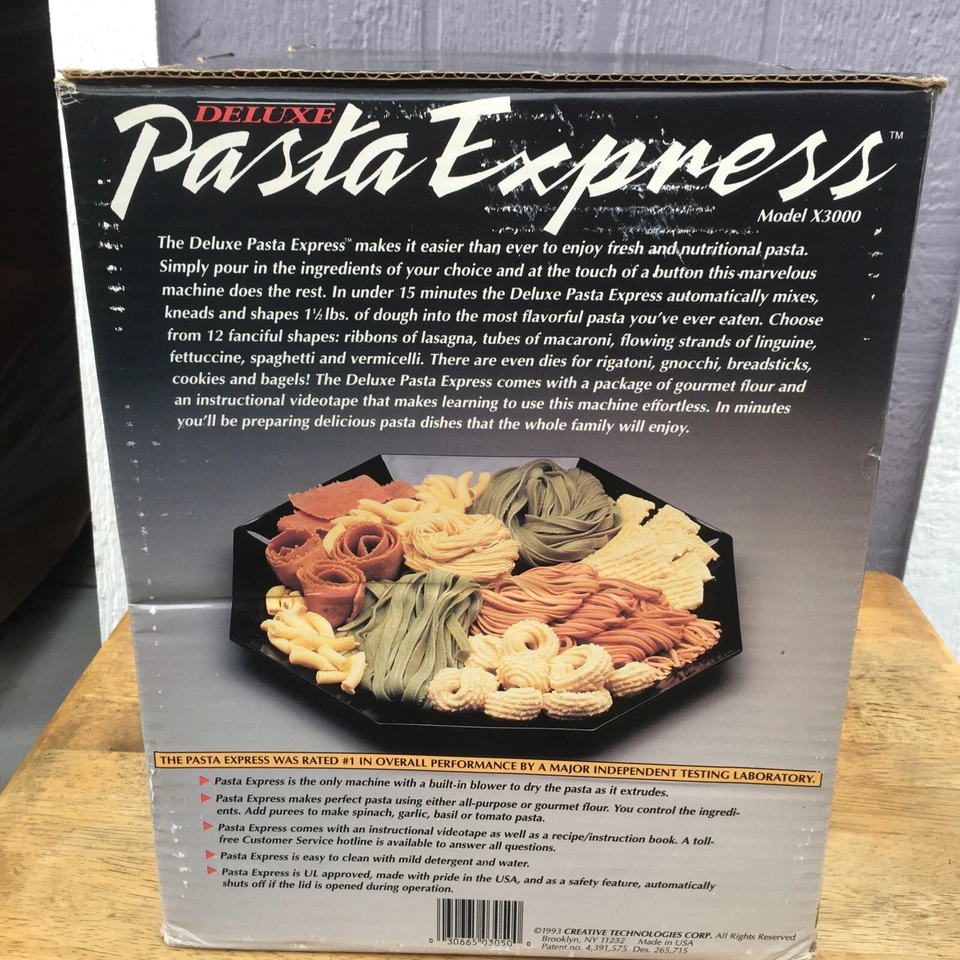 DELUXE
Pasta Express™
Model X3000
The Deluxe Pasta Express™ makes it easier than ever to enjoy fresh and nutritional pasta.
Simply pour in the ingredients of your choice and at the touch of a button this marvelous
machine does the rest. In under 15 minutes the Deluxe Pasta Express automatically mixes,
kneads and shapes 1½ lbs. of dough into the most flavorful pasta you've ever eaten. Choose
from 12 fanciful shapes: ribbons of lasagna, tubes of macaroni, flowing strands of linguine,
fettuccine, spaghetti and vermicelli. There are even dies for rigatoni, gnocchi, breadsticks,
cookies and bagels! The Deluxe Pasta Express comes with a package of gourmet flour and
an instructional videotape that makes learning to use this machine effortless. In minutes
you'll be preparing delicious pasta dishes that the whole family will enjoy.
THE PASTA EXPRESS WAS RATED #1 IN OVERALL PERFORMANCE BY A MAJOR INDEPENDENT TESTING LABORATORY.
Pasta Express is the only machine with a built-in blower to dry the pasta as it extrudes.
Pasta Express makes perfect pasta using either all-purpose or gourmet flour. You control the ingredi-
ents. Add purees to make spinach, garlic, basil or tomato pasta.
Pasta Express comes with an instructional videotape as well as a recipe/instruction book. A toll-
free Customer Service hotline is available to answer all questions.
Pasta Express is easy to clean with mild detergent and water.
Pasta Express is UL approved, made with pride in the USA, and as a safety feature, automatically
shuts off if the lid is opened during operation.
0 30665 03050 0
©1993 CREATIVE TECHNOLOGIES CORP. All Rights Reserved
Brooklyn, NY 11232 Made in USA
Patent no. 4,391,575 Des. 265,715